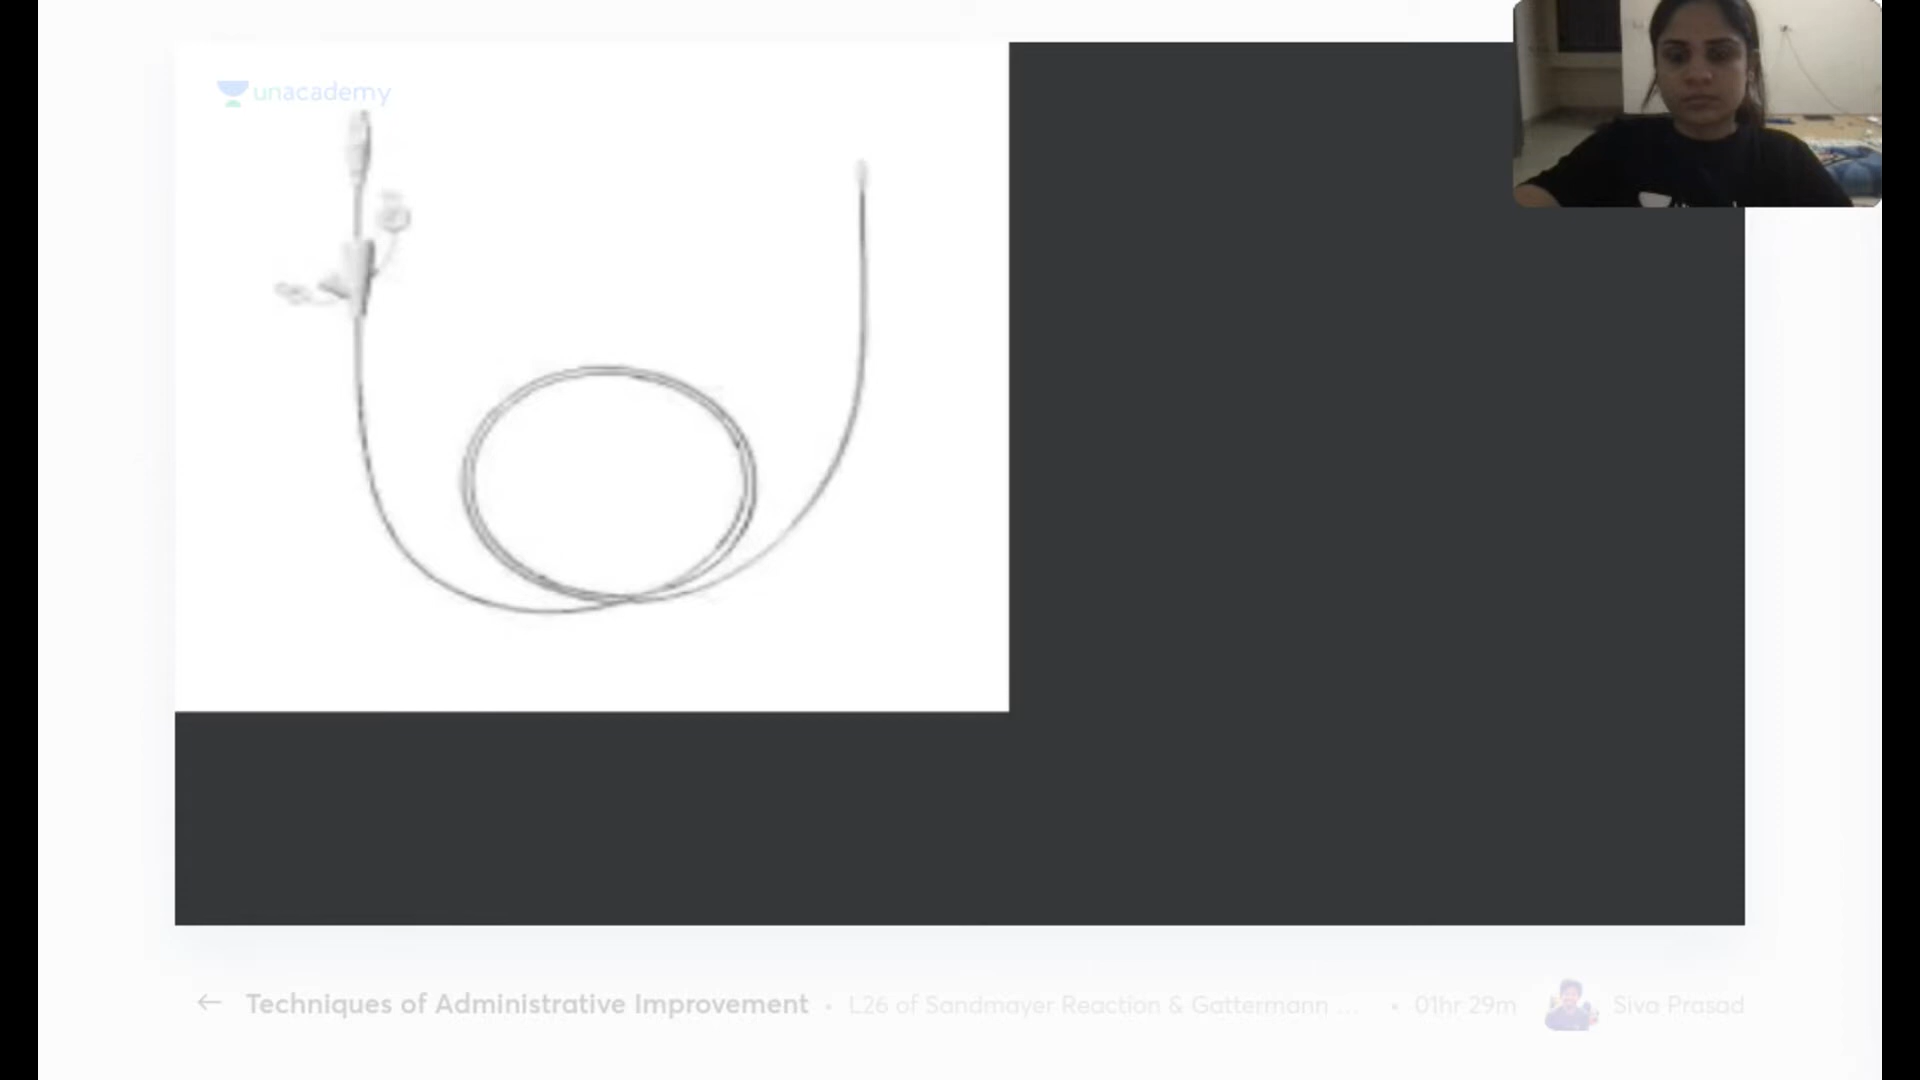 unacademy
← Techniques of Administrative Improvement • L26 of Sandmayer Reaction & Gattermann ... • 01hr 29m Siva Prasad